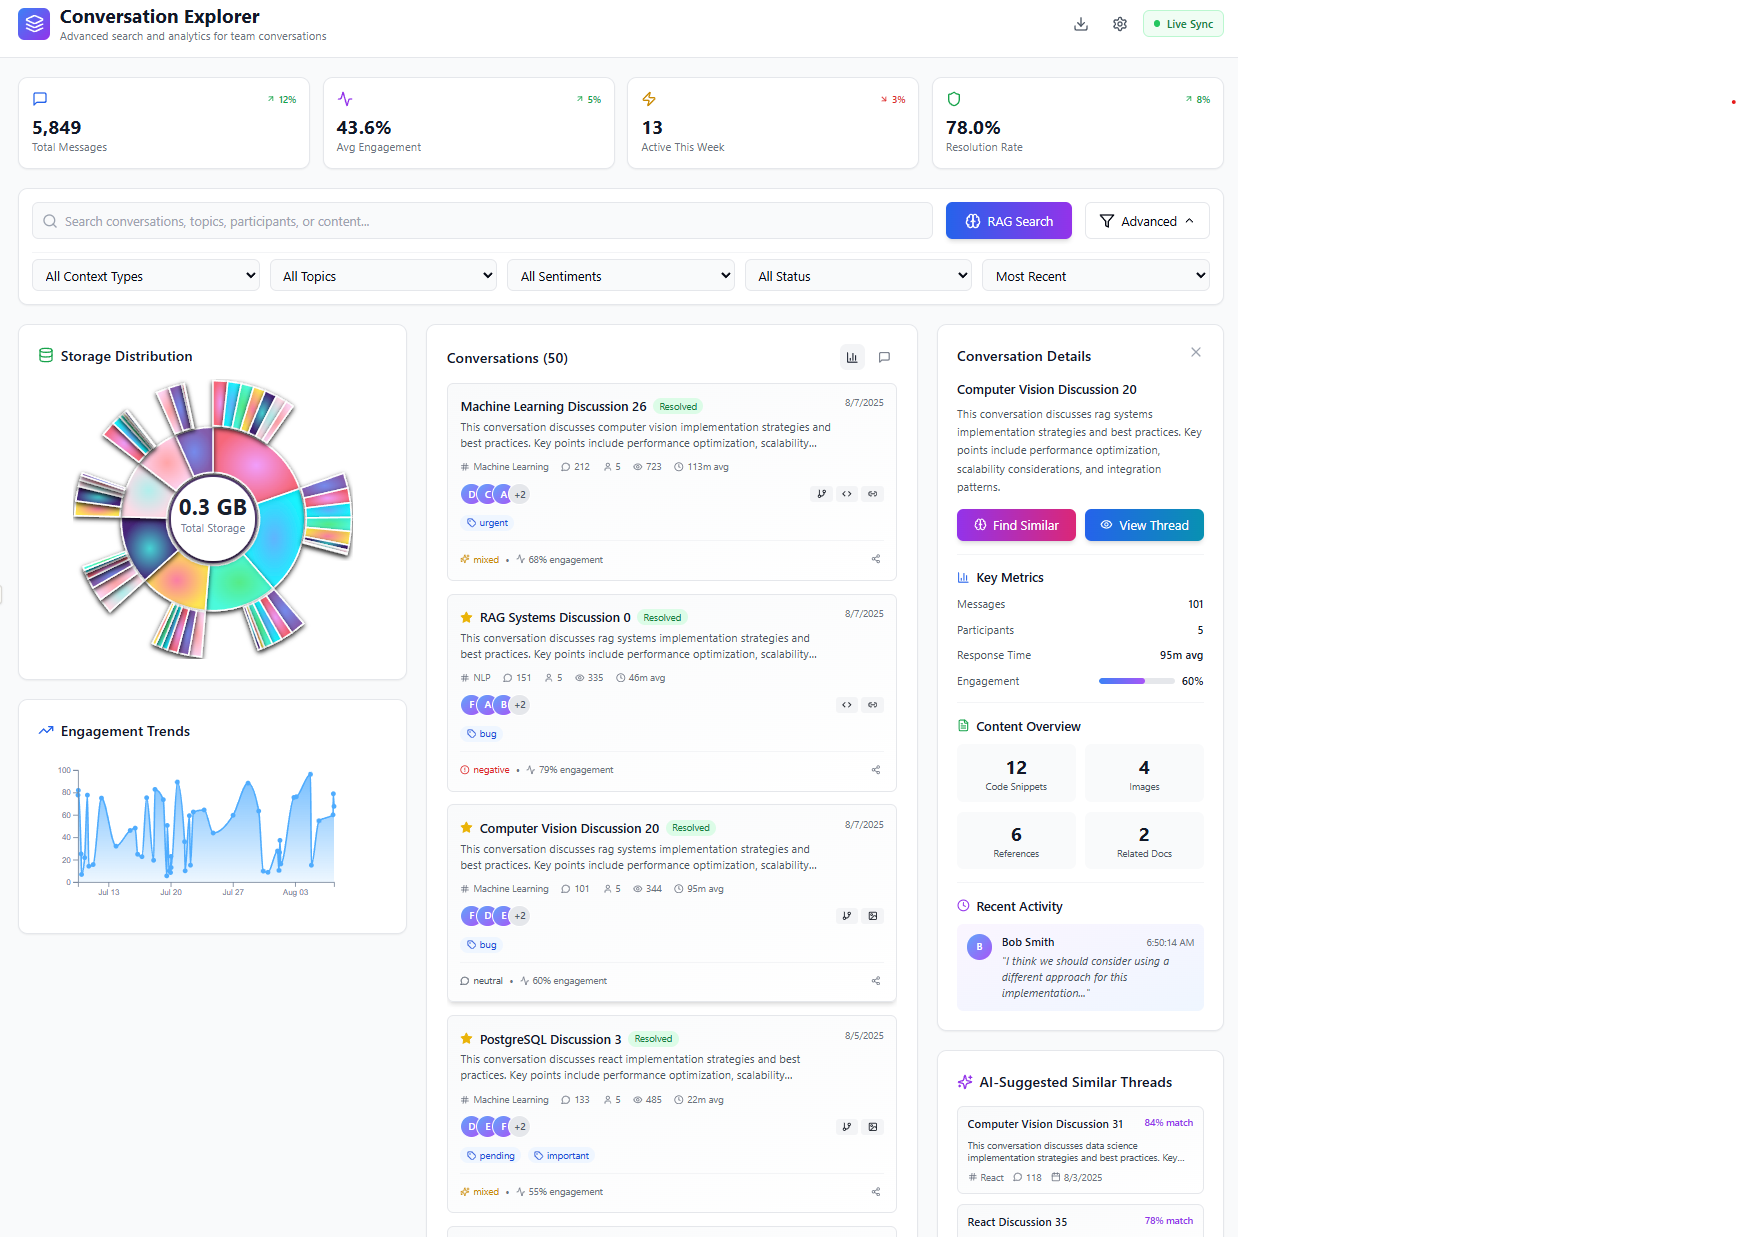 Conversation Explorer
Advanced search and analytics for team conversations
Live Sync
12%
5,849
Total Messages
5%
43.6%
Avg Engagement
3%
13
Active This Week
8%
78.0%
Resolution Rate
Search conversations, topics, participants, or content...
RAG Search
Advanced
All Context Types
All Topics
All Sentiments
All Status
Most Recent
Storage Distribution
0.3 GB
Total Storage
Engagement Trends
100
80
60
40
20
0
Jul 13
Jul 20
Jul 27
Aug 03
Conversations (50)
Machine Learning Discussion 26
Resolved
8/7/2025
This conversation discusses computer vision implementation strategies and
best practices. Key points include performance optimization, scalability...
# Machine Learning
212
5
723
113m avg
D
C
A
+2
urgent
mixed • 68% engagement
RAG Systems Discussion 0
Resolved
8/7/2025
This conversation discusses rag systems implementation strategies and
best practices. Key points include performance optimization, scalability...
# NLP
151
5
335
46m avg
F
A
B
+2
bug
negative • 79% engagement
Computer Vision Discussion 20
Resolved
8/7/2025
This conversation discusses rag systems implementation strategies and
best practices. Key points include performance optimization, scalability...
# Machine Learning
101
5
344
95m avg
F
D
E
+2
bug
neutral • 60% engagement
PostgreSQL Discussion 3
Resolved
8/5/2025
This conversation discusses react implementation strategies and best
practices. Key points include performance optimization, scalability...
# Machine Learning
133
5
485
22m avg
D
E
F
+2
pending
important
mixed • 55% engagement
Conversation Details
Computer Vision Discussion 20
This conversation discusses rag systems
implementation strategies and best practices. Key
points include performance optimization,
scalability considerations, and integration
patterns.
Find Similar
View Thread
Key Metrics
Messages
101
Participants
5
Response Time
95m avg
Engagement
60%
Content Overview
12
Code Snippets
4
Images
6
References
2
Related Docs
Recent Activity
B
Bob Smith
6:50:14 AM
"I think we should consider using a
different approach for this
implementation..."
AI-Suggested Similar Threads
Computer Vision Discussion 31
84% match
This conversation discusses data science
implementation strategies and best practices. Key...
# React
118
8/3/2025
React Discussion 35
78% match